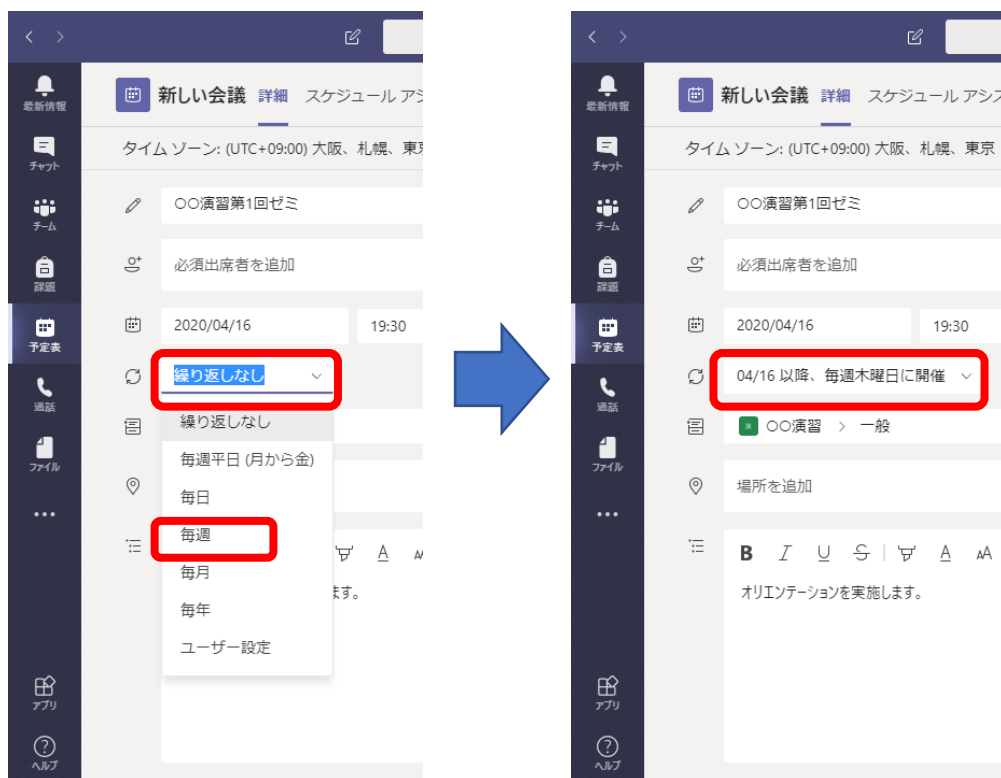 最新情報
チャット
チーム
課題
予定表
通話
ファイル
アプリ
ヘルプ
新しい会議 詳細 スケジュール アシ
タイム ゾーン: (UTC+09:00) 大阪、札幌、東京
〇〇演習第1回ゼミ
必須出席者を追加
2020/04/16 19:30
繰り返しなし
繰り返しなし
毎週平日 (月から金)
毎日
毎週
毎月
毎年
ユーザー設定
A
ます。
最新情報
チャット
チーム
課題
予定表
通話
ファイル
アプリ
ヘルプ
新しい会議 詳細 スケジュール アシス
タイム ゾーン: (UTC+09:00) 大阪、札幌、東京
〇〇演習第1回ゼミ
必須出席者を追加
2020/04/16 19:30
04/16 以降、毎週木曜日に開催
〇〇演習 > 一般
場所を追加
B I U S A AA
オリエンテーションを実施します。